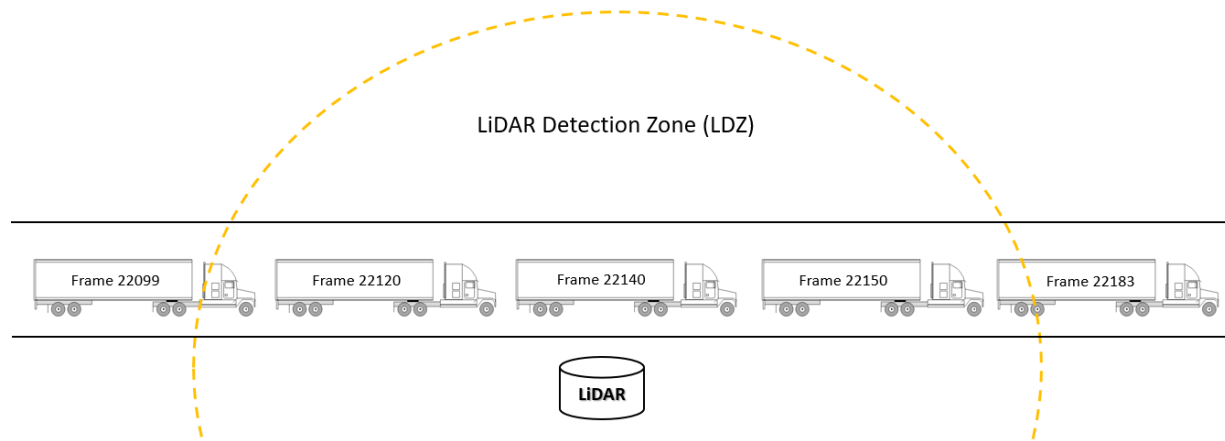 LiDAR Detection Zone (LDZ)
Frame 22099
Frame 22120
Frame 22140
Frame 22150
Frame 22183
LiDAR